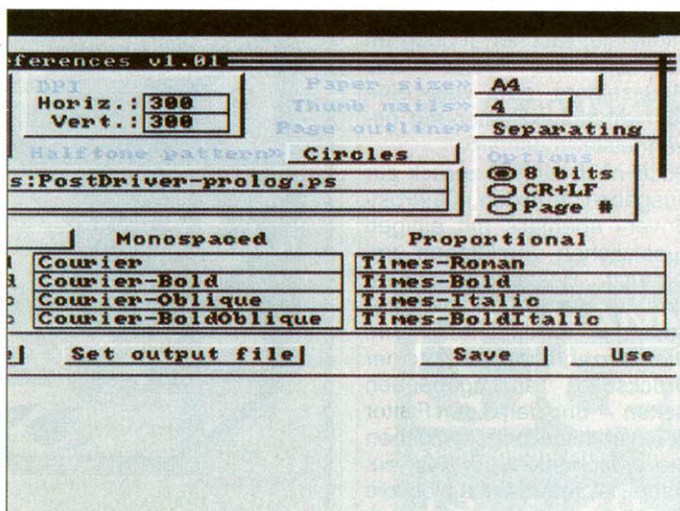 ferences v1.01
DPI
Paper size» A4
Horiz.: 300
Thumb nails» 4
Vert.: 300
Page outline» Separating
Halftone pattern» Circles
Options
8 bits
s:PostDriver-prolog.ps
CR+LF
Page #
Monospaced
Proportional
d Courier
Times-Roman
d Courier-Bold
Times-Bold
c Courier-Oblique
Times-Italic
c Courier-BoldOblique
Times-BoldItalic
e
Set output file
Save
Use